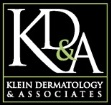 KD&A
KLEIN DERMATOLOGY
& ASSOCIATES